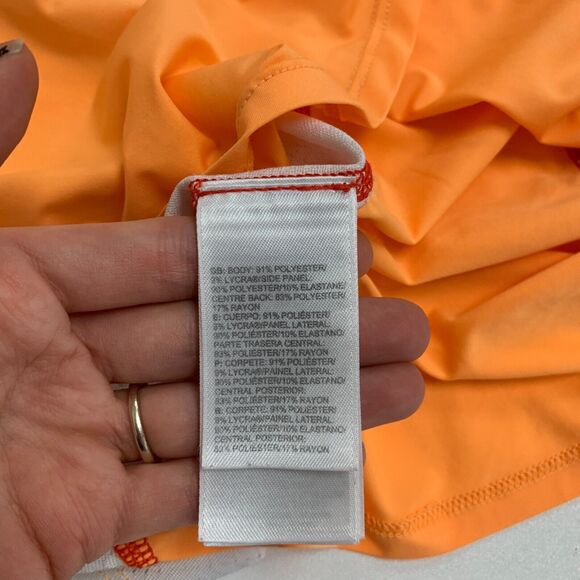 GB: BODY: 91% POLYESTER/
9% LYCRA®/SIDE PANEL:
90% POLYESTER/10% ELASTANE/
CENTRE BACK: 83% POLYESTER/
17% RAYON
E: CUERPO: 91% POLIÉSTER/
9% LYCRA®/PANEL LATERAL:
90% POLIÉSTER/10% ELASTANO/
PARTE TRASERA CENTRAL:
83% POLIÉSTER/17% RAYON
P: CORPETE: 91% POLIÉSTER/
9% LYCRA®/PAINEL LATERAL:
90% POLIÉSTER/10% ELASTANO/
CENTRAL POSTERIOR:
83% POLIÉSTER/17% RAYON
B: CORPETE: 91% POLIÉSTER/
9% LYCRA®/PAINEL LATERAL:
90% POLIÉSTER/10% ELASTANO/
CENTRAL POSTERIOR:
83% POLIÉSTER/17% RAYON